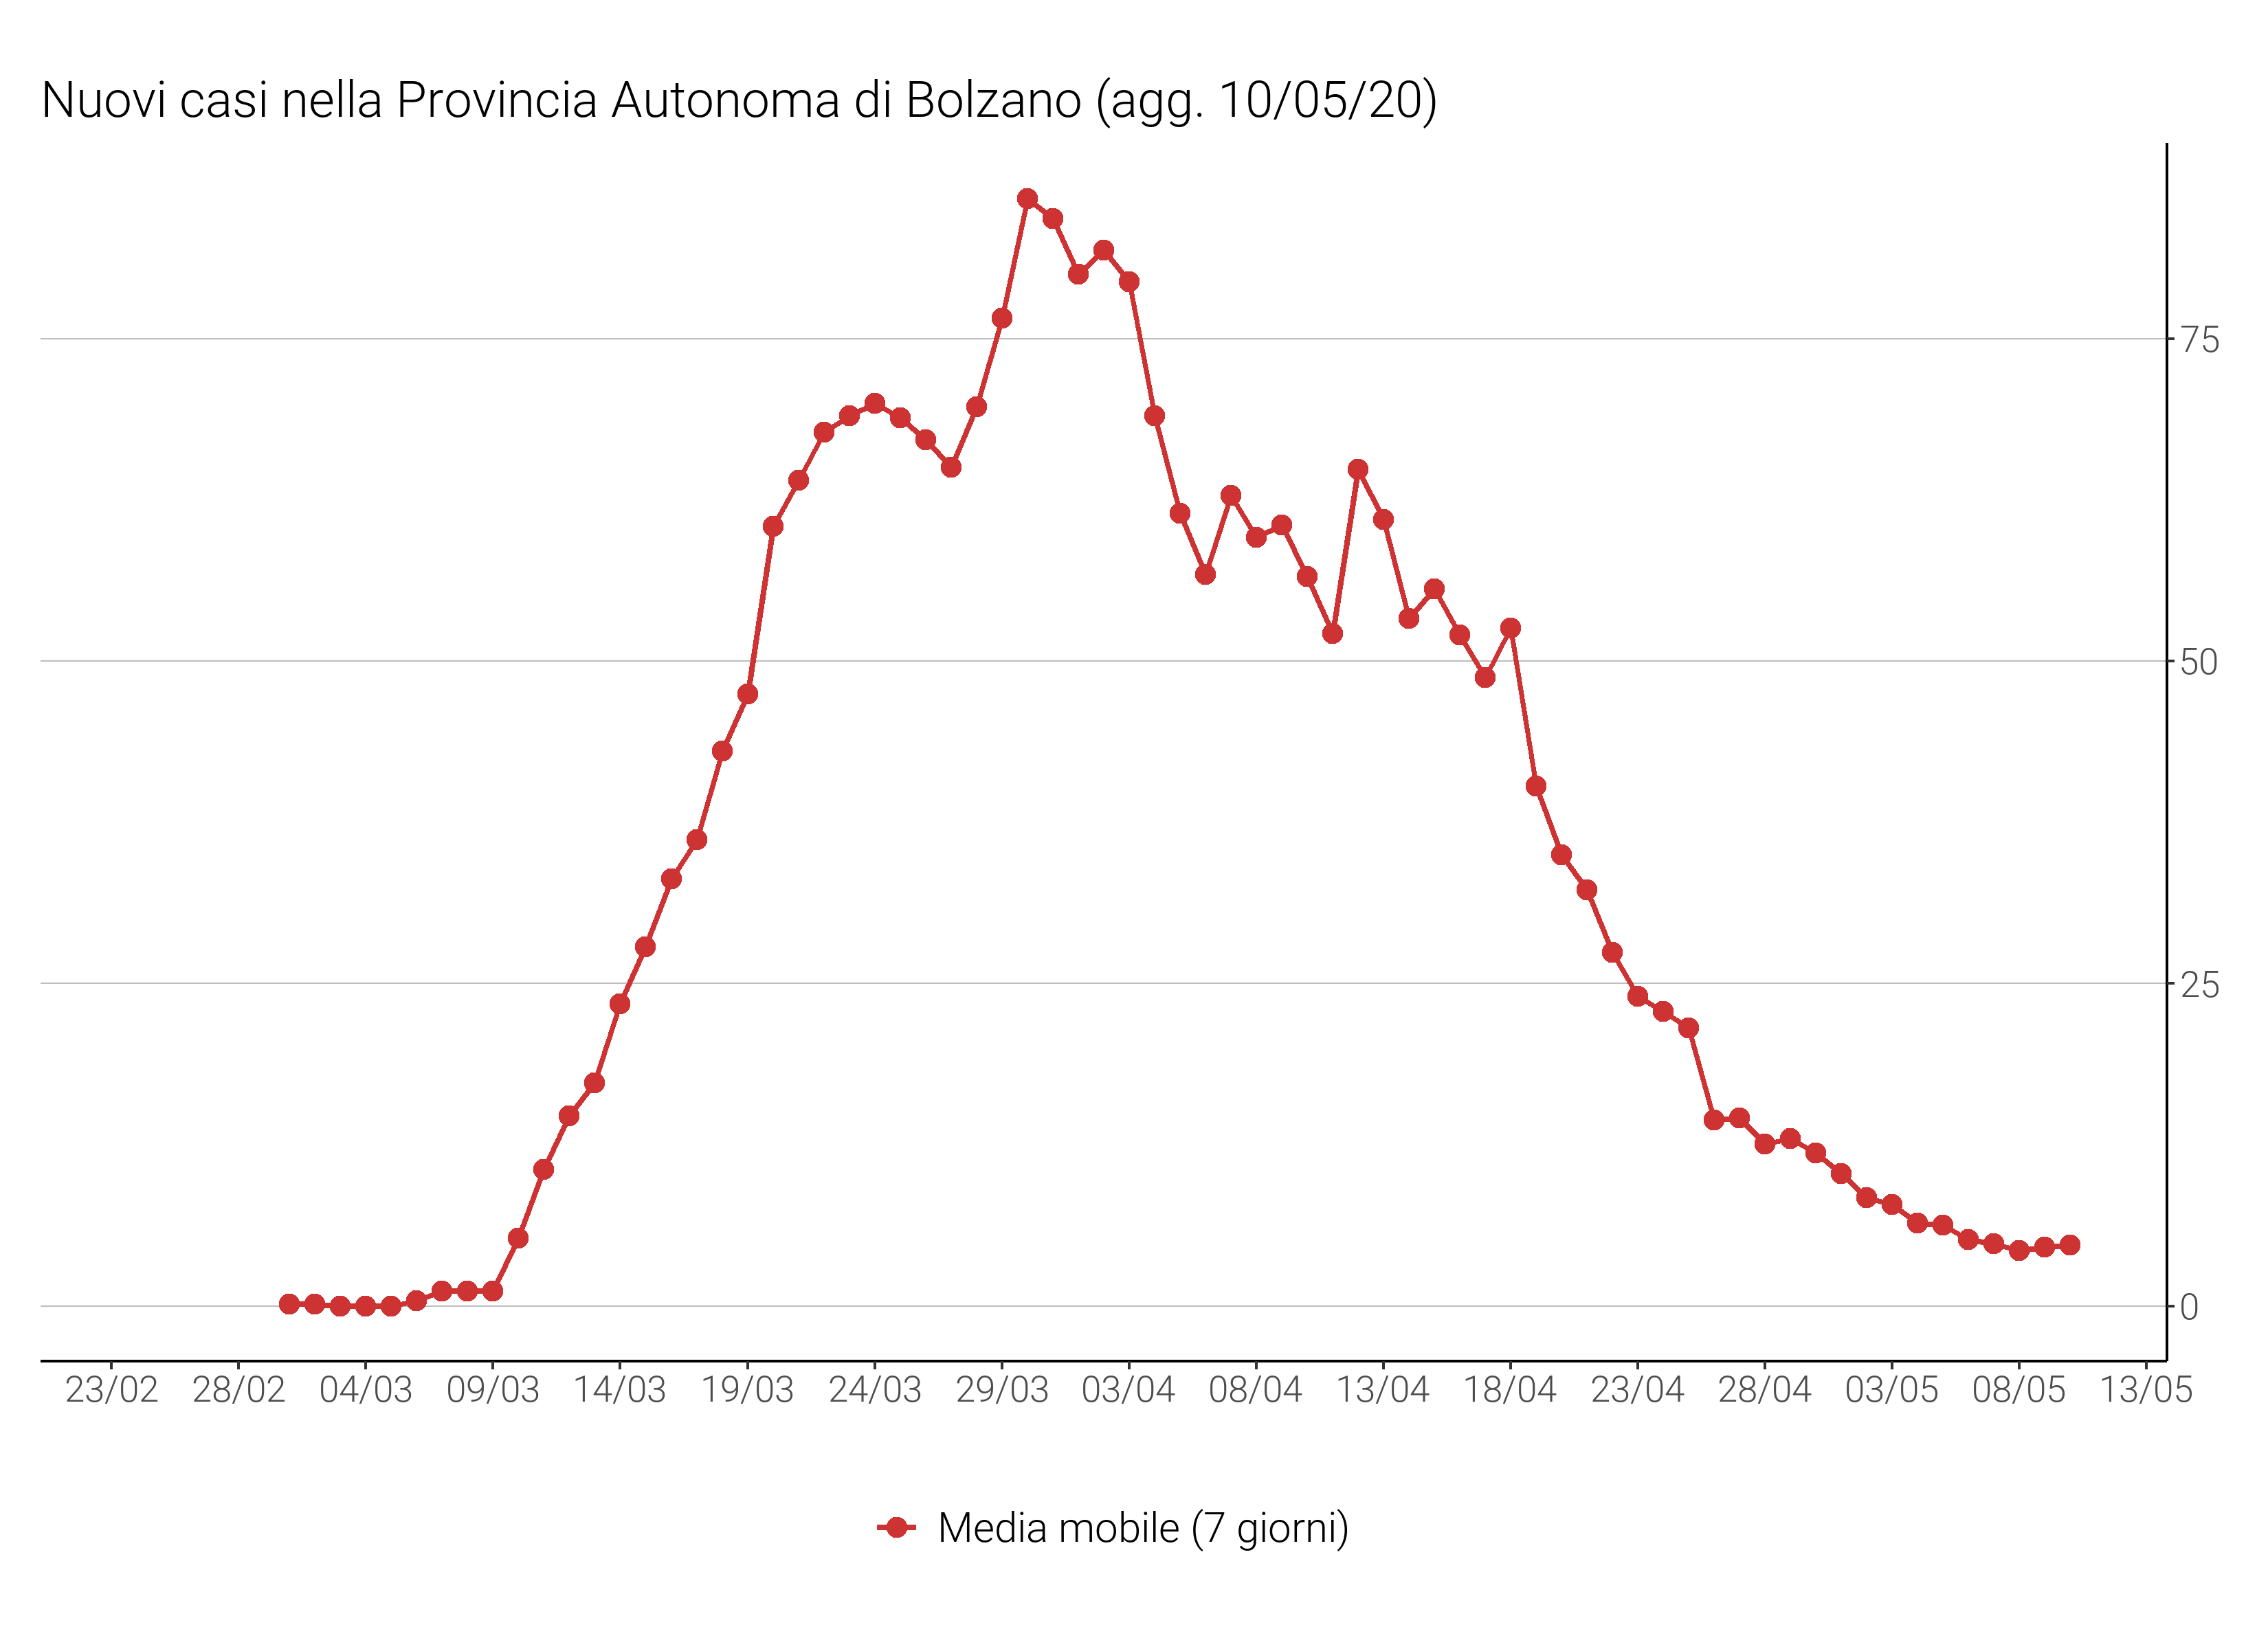 Nuovi casi nella Provincia Autonoma di Bolzano (agg. 10/05/20)
75
50
25
0
23/02 28/02 04/03 09/03 14/03 19/03 24/03 29/03 03/04 08/04 13/04 18/04 23/04 28/04 03/05 08/05 13/05
Media mobile (7 giorni)